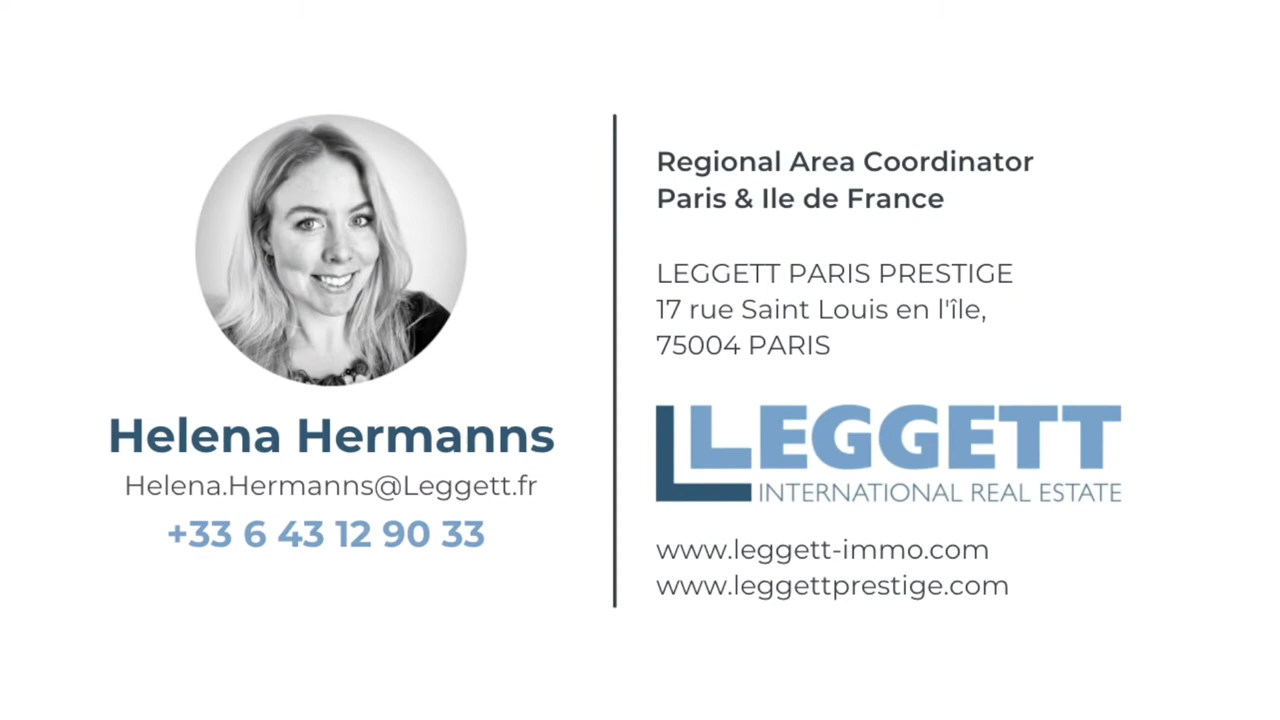 Helena Hermanns
Helena.Hermanns@Leggett.fr
+33 6 43 12 90 33
Regional Area Coordinator
Paris & Ile de France
LEGGETT PARIS PRESTIGE
17 rue Saint Louis en l'île,
75004 PARIS
LEGGETT
INTERNATIONAL REAL ESTATE
www.leggett-immo.com
www.leggettprestige.com